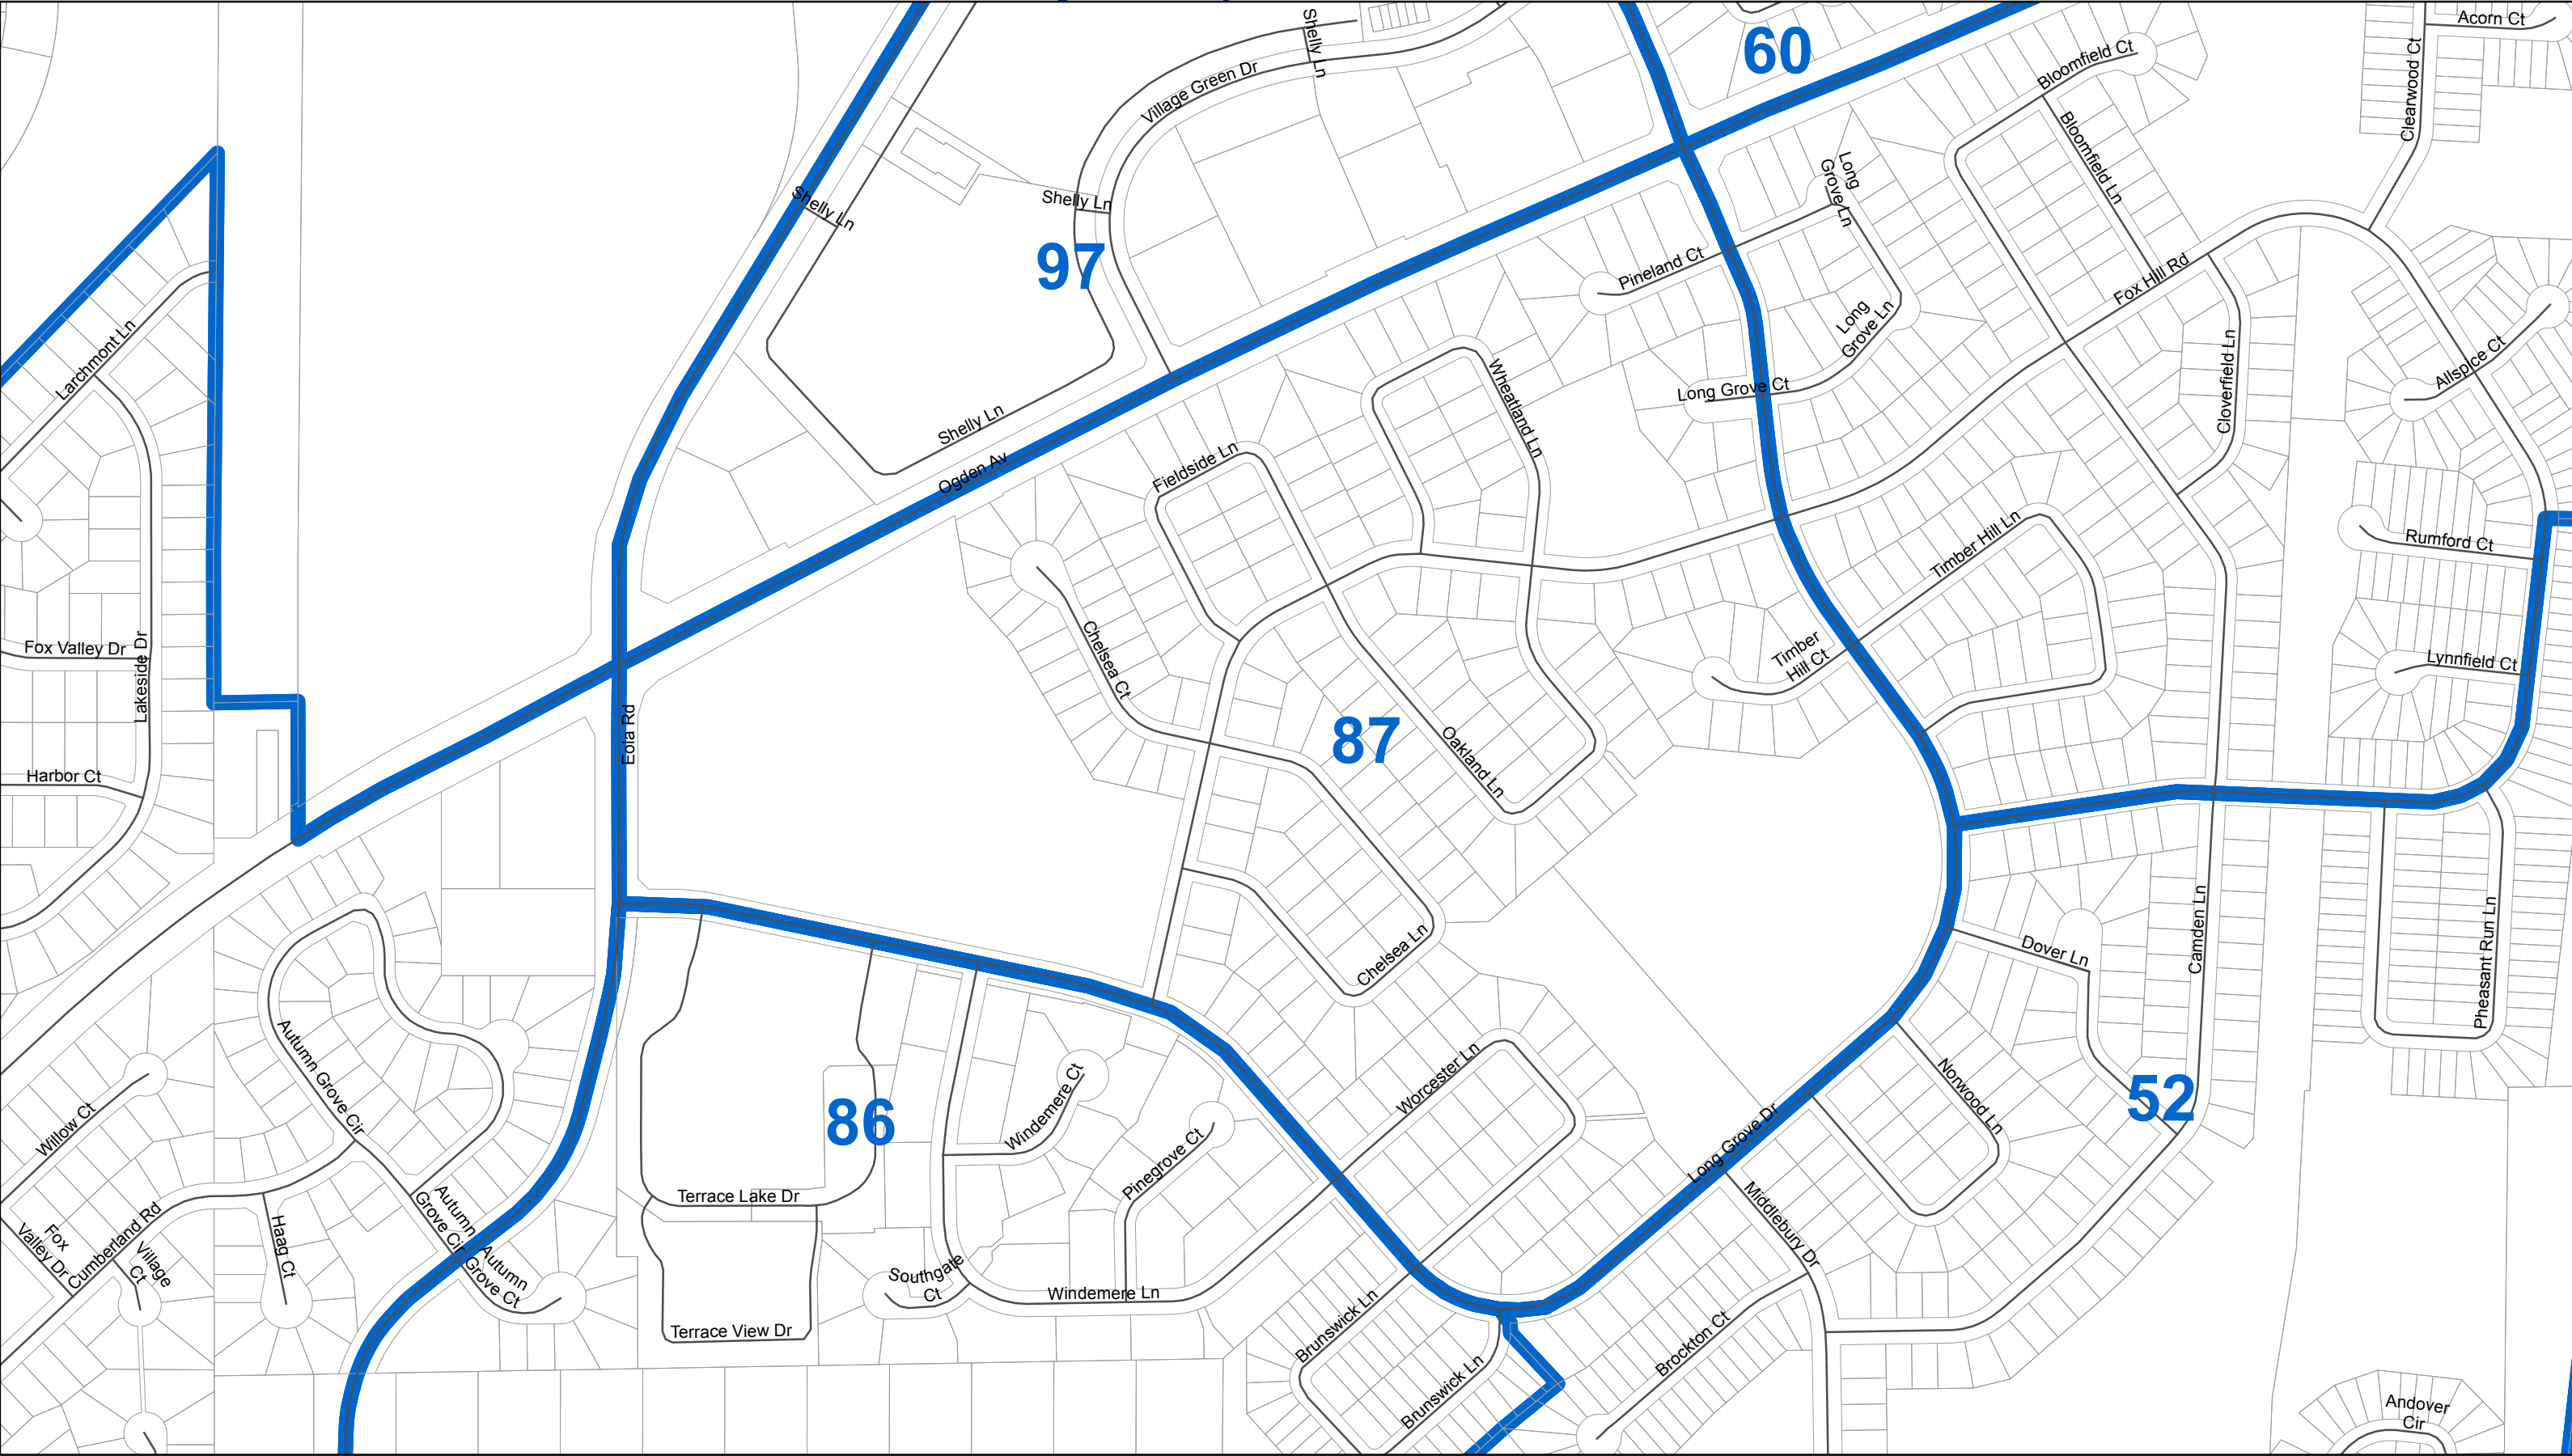 60
Acorn Ct
Clearwood Ct
Shelly Ln
Bloomfield Ct
Village Green Dr
Bloomfield Ln
Long
Grove Ln
Shelly Ln
Shelly Ln
97
Pineland Ct
Fox Hill Rd
Long
Grove Ln
Larchmont Ln
Cloverfield Ln
Allspice Ct
Long Grove Ct
Wheatland Ln
Shelly Ln
Fieldside Ln
Ogden Av
Timber Hill Ln
Rumford Ct
Chelsea Ct
Fox Valley Dr
Lakeside Dr
Timber
Hill Ct
Lynnfield Ct
Eola Rd
87
Oakland Ln
Harbor Ct
Chelsea Ln
Dover Ln
Camden Ln
Pheasant Run Ln
Autumn Grove Cir
Willow Ct
Windemere Ct
Worcester Ln
Norwood Ln
52
86
Pinegrove Ct
Long Grove Dr
Terrace Lake Dr
Middlebury Dr
Autumn
Grove Cir
Fox
Valley Dr
Cumberland Rd
Village
Ct
Haag Ct
Autumn
Grove Ct
Southgate
Ct
Windemere Ln
Terrace View Dr
Brunswick Ln
Brunswick Ln
Brockton Ct
Andover
Cir